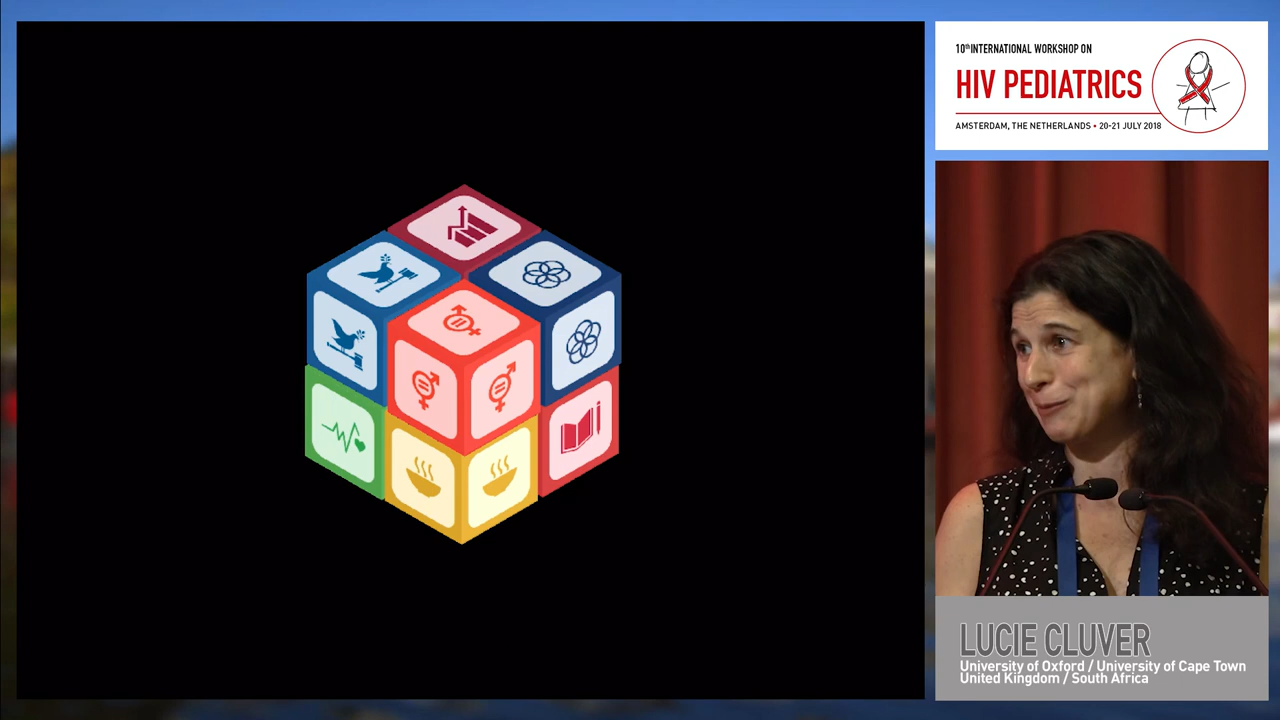 10th INTERNATIONAL WORKSHOP ON
HIV PEDIATRICS
AMSTERDAM, THE NETHERLANDS • 20-21 JULY 2018
LUCIE CLUVER
University of Oxford / University of Cape Town
United Kingdom / South Africa